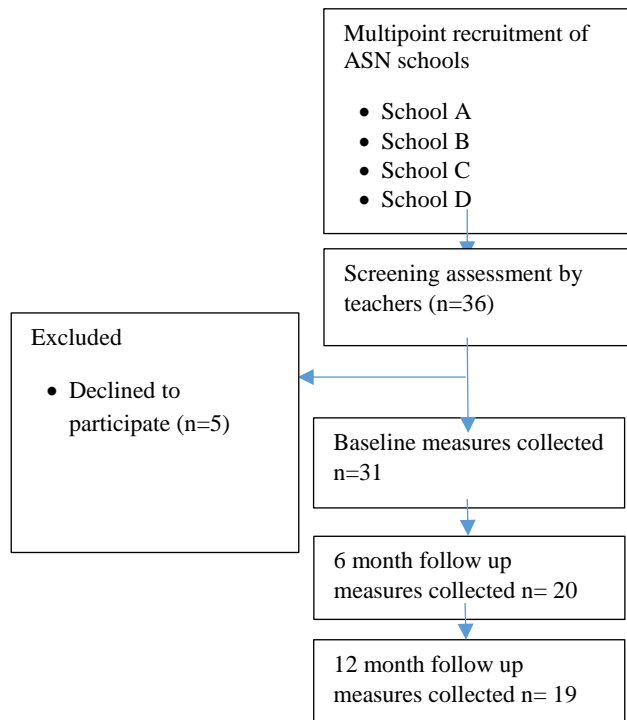 Multipoint recruitment of
ASN schools
• School A
• School B
• School C
• School D
Screening assessment by
teachers (n=36)
Excluded
• Declined to
participate (n=5)
Baseline measures collected
n=31
6 month follow up
measures collected n= 20
12 month follow up
measures collected n= 19